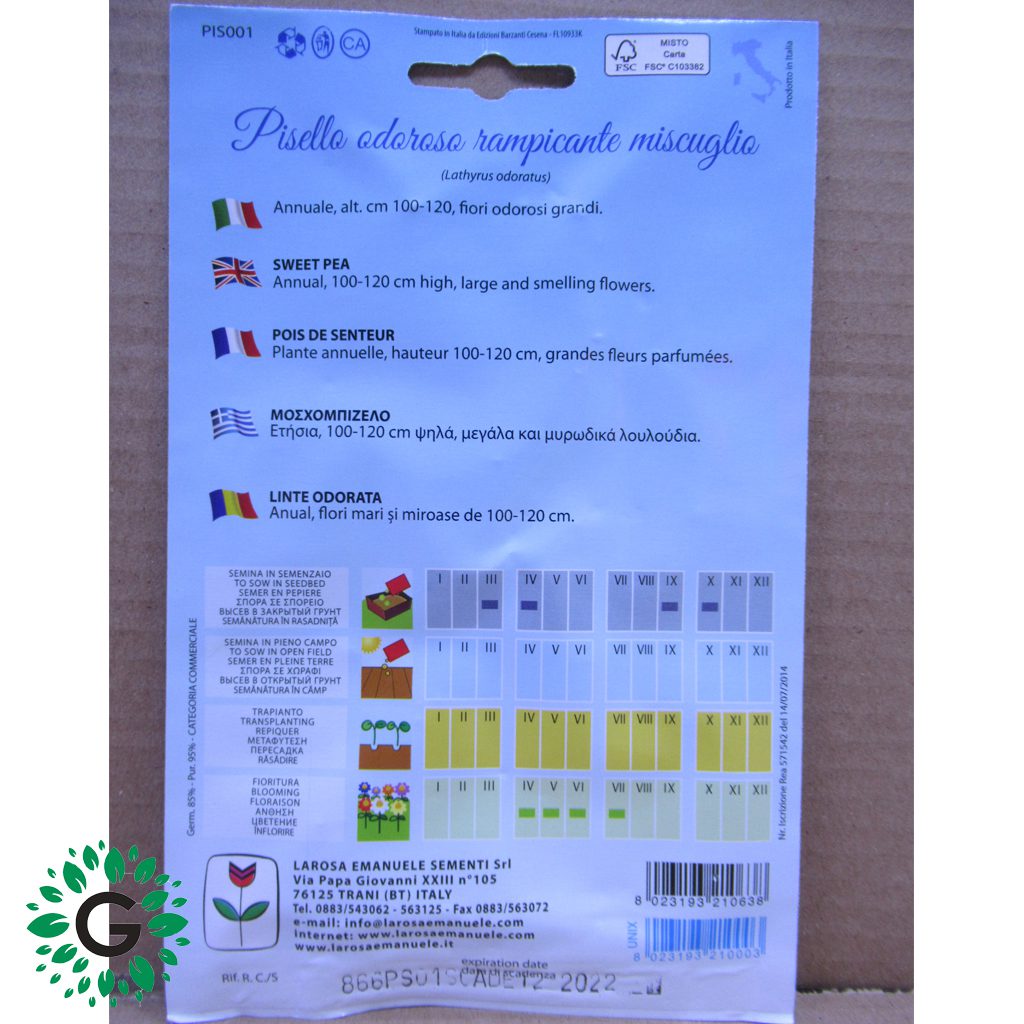 PIS001
CA
Stampato in Italia da Edizioni Barzanti Cesena - FL10933K
FSC
MISTO
Carta
FSC® C103382
Prodotto in Italia
Pisello odoroso rampicante miscuglio
(Lathyrus odoratus)
Annuale, alt. cm 100-120, fiori odorosi grandi.
SWEET PEA
Annual, 100-120 cm high, large and smelling flowers.
POIS DE SENTEUR
Plante annuelle, hauteur 100-120 cm, grandes fleurs parfumées.
ΜΟΣΧΟΜΠΙΖΕΛΟ
Ετήσια, 100-120 cm ψηλά, μεγάλα και μυρωδικά λουλούδια.
LINTE ODORATA
Anual, flori mari și miroase de 100-120 cm.
SEMINA IN SEMENZAIO
TO SOW IN SEEDBED
SEMER EN PEPIERE
ΣΠΟΡΑ ΣΕ ΣΠΟΡΕΙΟ
ВЫСЕВ В ЗАКРЫТЫЙ ГРУНТ
SEMĂNĂTURA ÎN RASADNIȚĂ
I II III IV V VI VII VIII IX X XI XII
SEMINA IN PIENO CAMPO
TO SOW IN OPEN FIELD
SEMER EN PLEINE TERRE
ΣΠΟΡΑ ΣΕ ΧΩΡΑΦΙ
ВЫСЕВ В ОТКРЫТЫЙ ГРУНТ
SEMĂNĂTURA ÎN CÂMP
I II III IV V VI VII VIII IX X XI XII
TRAPIANTO
TRANSPLANTING
REPIQUER
ΜΕΤΑΦΥΤΕΣΗ
ПЕРЕСАДКА
RĂSĂDIRE
I II III IV V VI VII VIII IX X XI XII
FIORITURA
BLOOMING
FLORAISON
ΑΝΘΗΣΗ
ЦВЕТЕНИЕ
ÎNFLORIRE
I II III IV V VI VII VIII IX X XI XII
Germ. 85% - Pur. 95% - CATEGORIA COMMERCIALE
Nr. Iscrizione Rea 571542 del 14/07/2014
LAROSA EMANUELE SEMENTI Srl
Via Papa Giovanni XXIII n°105
76125 TRANI (BT) ITALY
Tel. 0883/543062 - 563125 - Fax 0883/563072
e-mail: info@larosaemanuele.com
internet: www.larosaemanuele.com
www.larosaemanuele.it
8 023193 210638
UNIX
8 023193 210003
G
Rif. R. C./S
expiration date
data di scadenza
866PS01SCADE12-2022